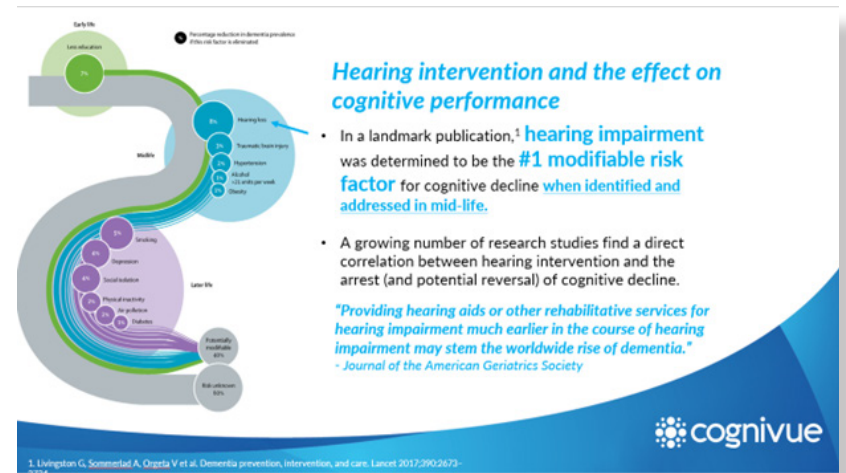 Early life
Percentage reduction in dementia prevalence
if this risk factor is eliminated
Less education
7%
8%
Hearing loss
3%
Traumatic brain injury
Midlife
2%
Hypertension
1%
Alcohol
>21 units per week
1%
Obesity
5%
Smoking
4%
Depression
4%
Social isolation
Later life
Physical inactivity
2%
Air pollution
Diabetes
Potentially
modifiable
40%
Risk unknown
60%
Hearing intervention and the effect on
cognitive performance
• In a landmark publication,¹ hearing impairment
was determined to be the #1 modifiable risk
factor for cognitive decline when identified and
addressed in mid-life.
• A growing number of research studies find a direct
correlation between hearing intervention and the
arrest (and potential reversal) of cognitive decline.
"Providing hearing aids or other rehabilitative services for
hearing impairment much earlier in the course of hearing
impairment may stem the worldwide rise of dementia."
- Journal of the American Geriatrics Society
cognivue
1. Livingston G, Sommerlad A, Orgeta V et al. Dementia prevention, intervention, and care. Lancet 2017;390:2673–